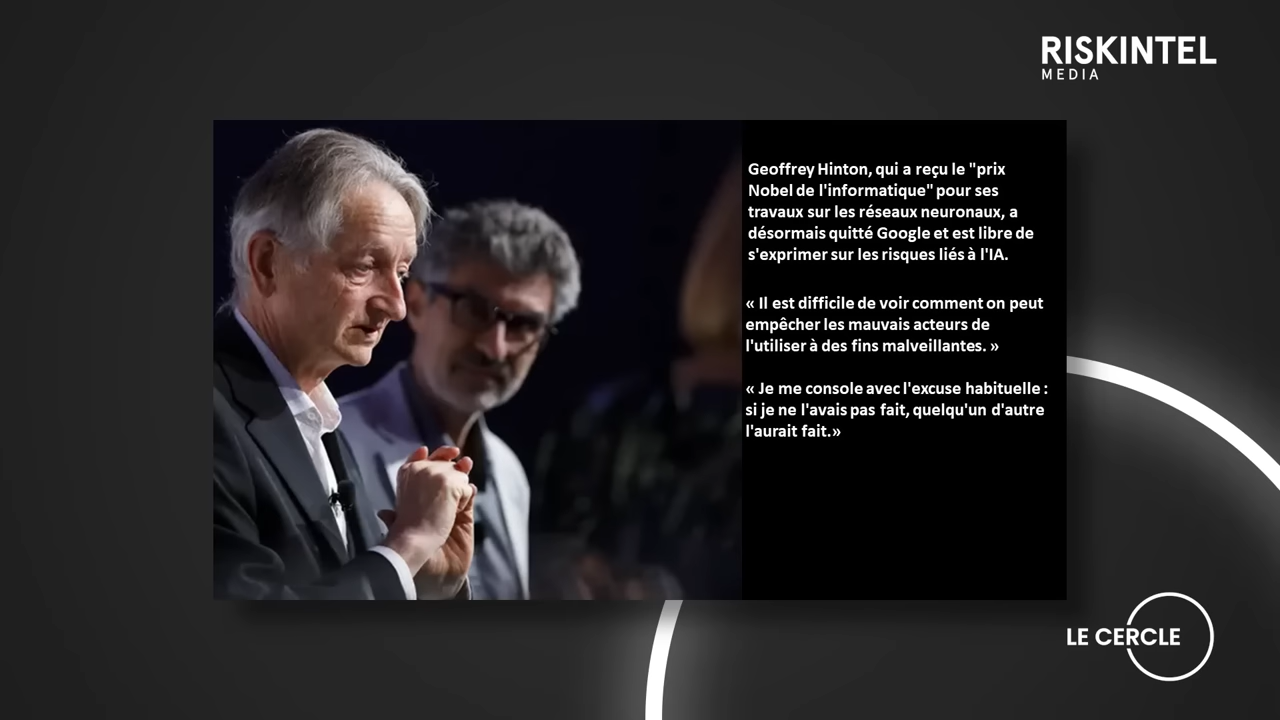 RISKINTEL
MEDIA
Geoffrey Hinton, qui a reçu le "prix
Nobel de l'informatique" pour ses
travaux sur les réseaux neuronaux, a
désormais quitté Google et est libre de
s'exprimer sur les risques liés à l'IA.
« Il est difficile de voir comment on peut
empêcher les mauvais acteurs de
l'utiliser à des fins malveillantes. »
« Je me console avec l'excuse habituelle :
si je ne l'avais pas fait, quelqu'un d'autre
l'aurait fait.»
LE CERCLE